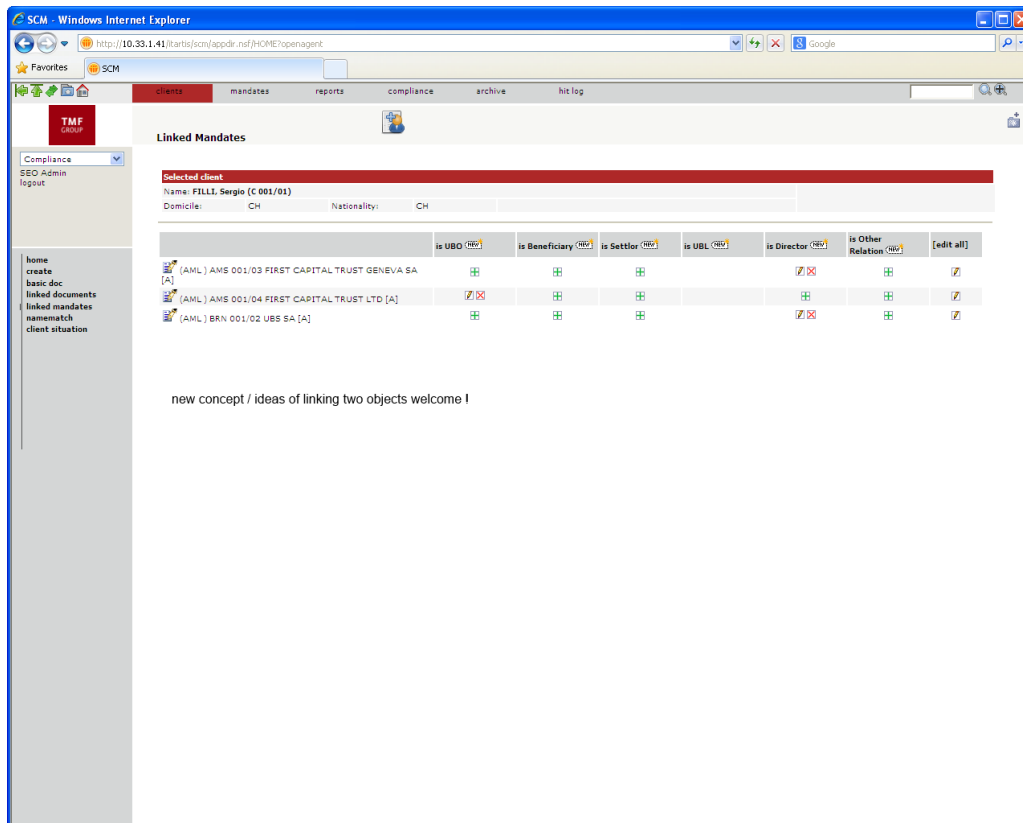 SCM - Windows Internet Explorer
http://10.33.1.41/itartis/scm/appdir.nsf/HOME?openagent
Google
Favorites
SCM
clients mandates reports compliance archive hit log
TMF
GROUP
Linked Mandates
Compliance
SEO Admin
logout
Selected client
Name: FILLI, Sergio (C 001/01)
Domicile: CH Nationality: CH
is UBO NEW is Beneficiary NEW is Settlor NEW is UBL NEW is Director NEW is Other Relation NEW [edit all]
(AML ) AMS 001/03 FIRST CAPITAL TRUST GENEVA SA
[A]
(AML ) AMS 001/04 FIRST CAPITAL TRUST LTD [A]
(AML ) BRN 001/02 UBS SA [A]
home
create
basic doc
linked documents
linked mandates
namematch
client situation
new concept / ideas of linking two objects welcome !